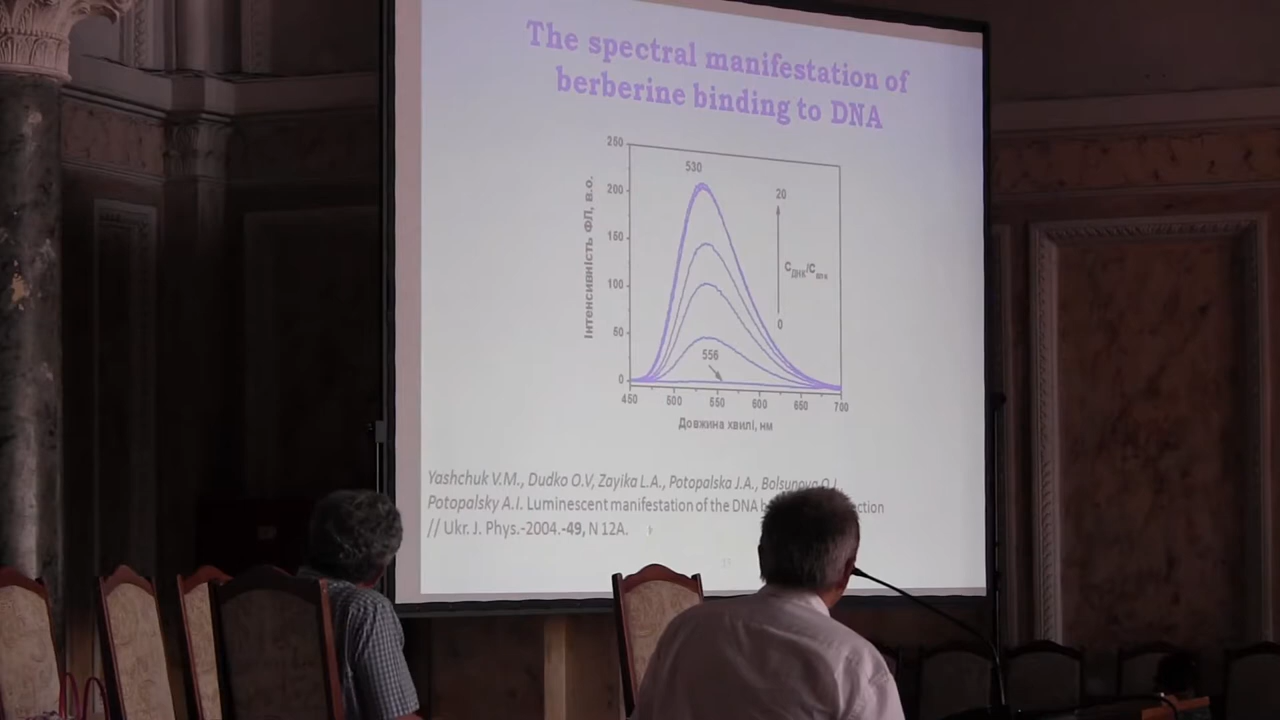 The spectral manifestation of
berberine binding to DNA
250
200
150
100
50
0
530
556
20
0
450 500 550 600 650 700
Інтенсивність ФЛ, в.о.
Довжина хвилі, нм
Yashchuk V.M., Dudko O.V, Zayika L.A., Potopalska J.A., Bolsunova O.I.
Potopalsky A.I. Luminescent manifestation of the DNA
// Ukr. J. Phys.-2004.-49, N 12A.